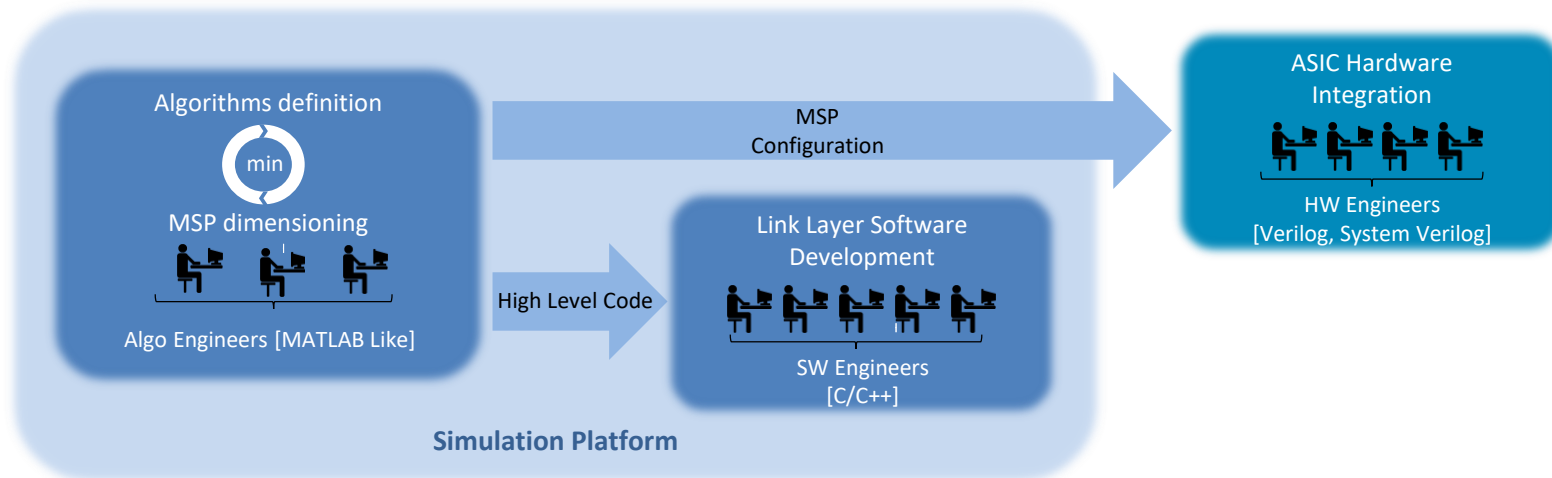 Algorithms definition
min
MSP dimensioning
Algo Engineers [MATLAB Like]
MSP
Configuration
High Level Code
Link Layer Software
Development
SW Engineers
[C/C++]
Simulation Platform
ASIC Hardware
Integration
HW Engineers
[Verilog, System Verilog]